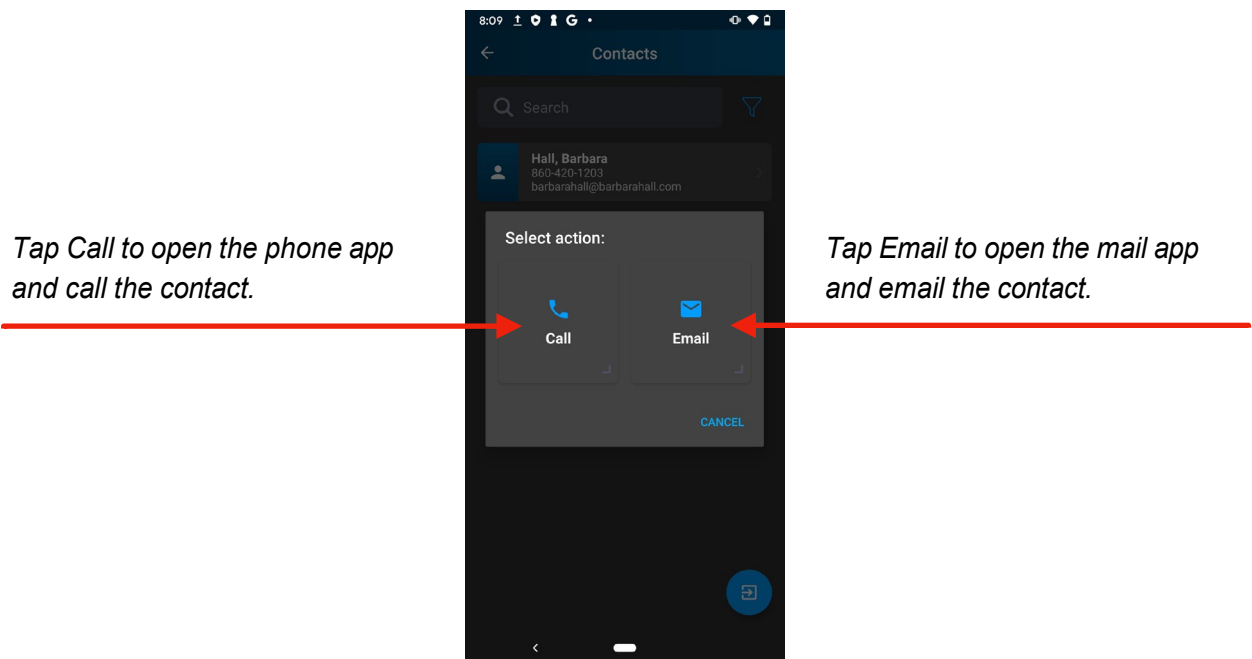 8:09
Contacts
Search
Hall, Barbara
860-420-1203
barbarahall@barbarahall.com
Tap Call to open the phone app
and call the contact.
Select action:
Call
Email
CANCEL
Tap Email to open the mail app
and email the contact.